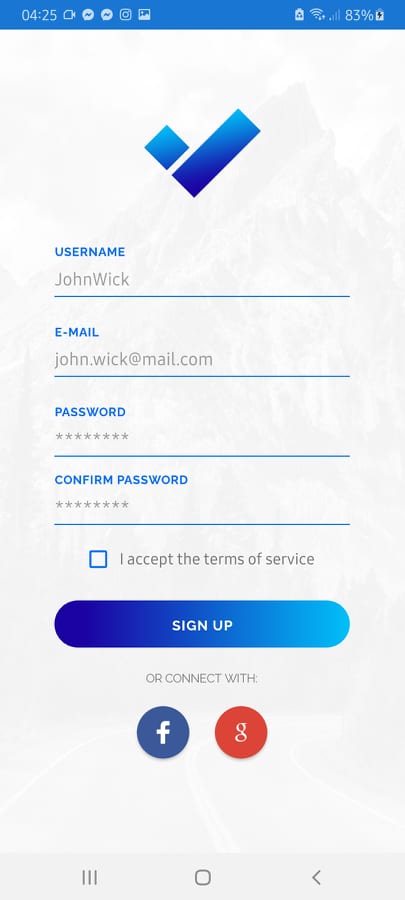 04:25 83%
USERNAME
JohnWick
E-MAIL
john.wick@mail.com
PASSWORD
********
CONFIRM PASSWORD
********
I accept the terms of service
SIGN UP
OR CONNECT WITH:
f g